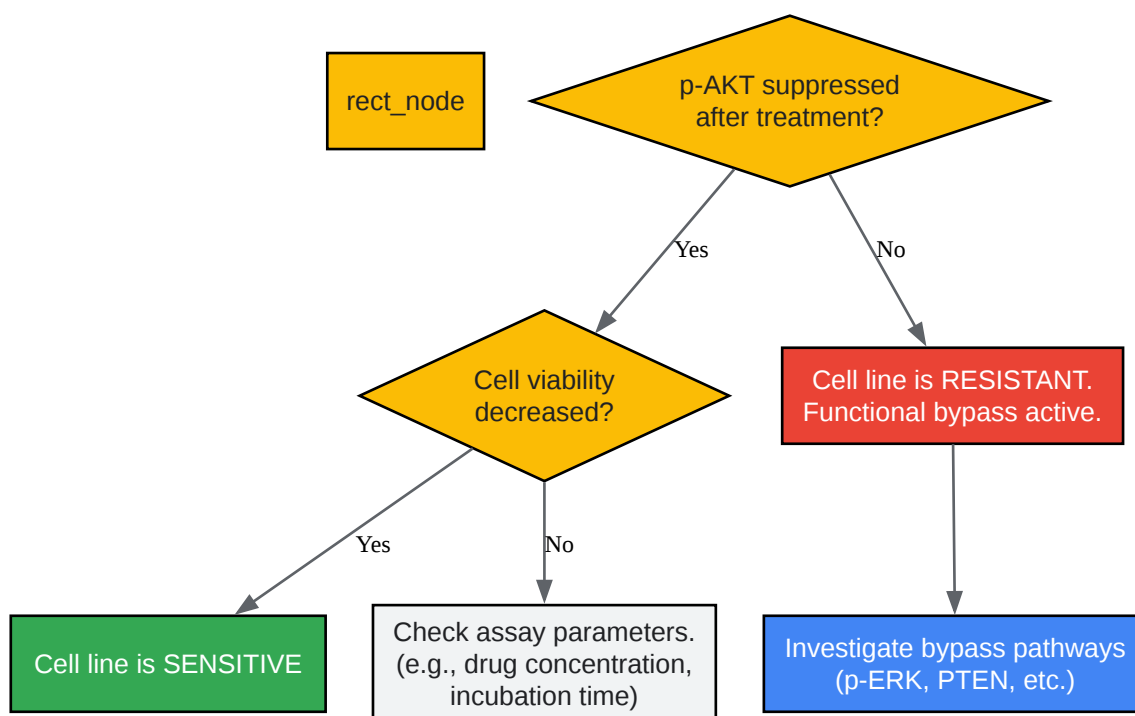 rect_node
p-AKT suppressed
after treatment?
Yes
No
Cell viability
decreased?
Cell line is RESISTANT.
Functional bypass active.
Yes
No
Cell line is SENSITIVE
Check assay parameters.
(e.g., drug concentration,
incubation time)
Investigate bypass pathways
(p-ERK, PTEN, etc.)